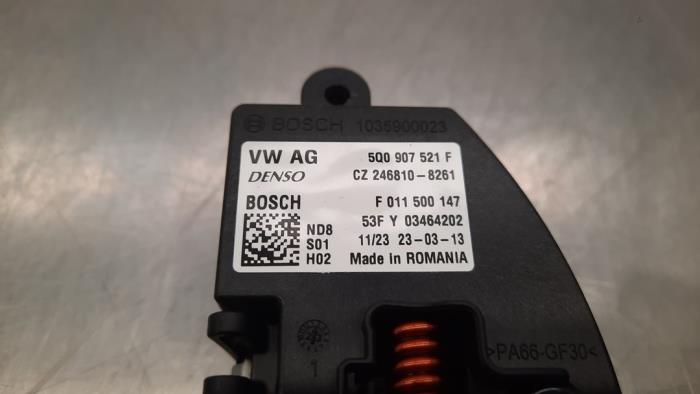 BOSCH 1035900023
VW AG 5Q0 907 521 F
DENSO CZ 246810-8261
BOSCH F 011 500 147
53F Y 03464202
ND8
S01 11/23 23-03-13
H02 Made in ROMANIA
1
>PA66-GF30<